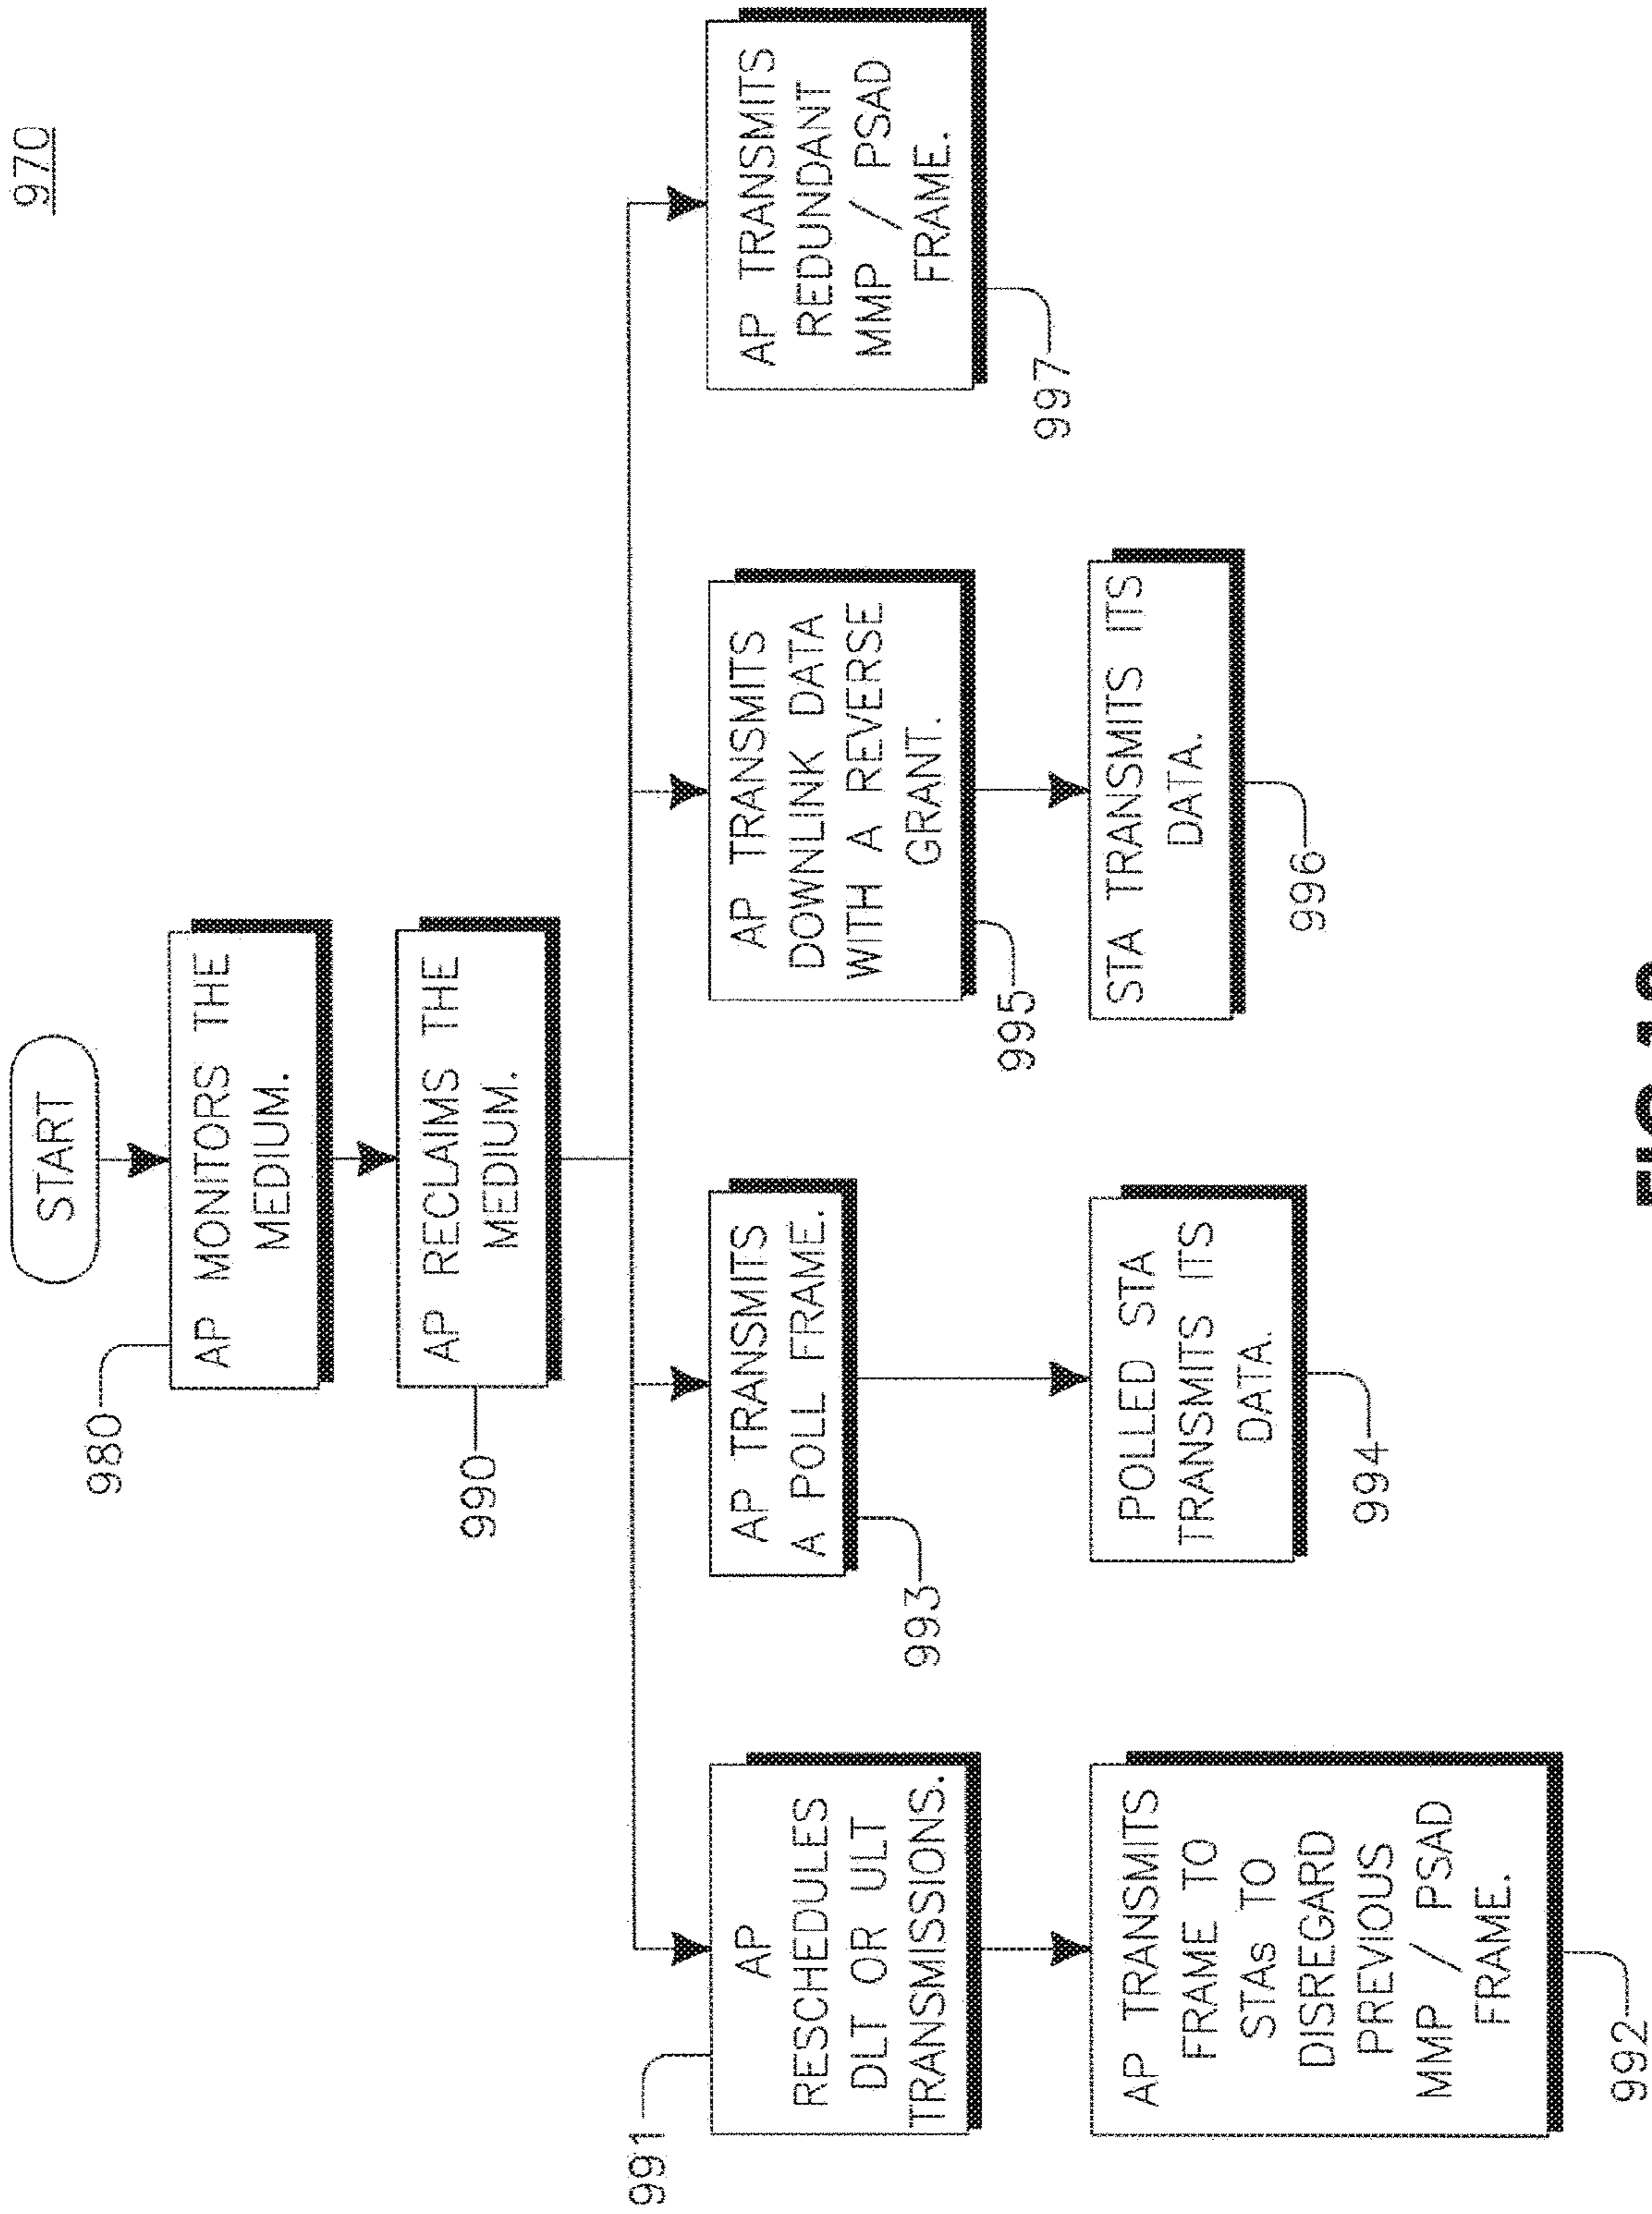 970
START
980
AP MONITORS THE
MEDIUM.
990
AP RECLAIMS THE
MEDIUM.
991
AP
RESCHEDULES
DLT OR ULT
TRANSMISSIONS.
AP TRANSMITS
FRAME TO
STAs TO
DISREGARD
PREVIOUS
MMP / PSAD
FRAME.
992
AP TRANSMITS
A POLL FRAME.
993
POLLED STA
TRANSMITS ITS
DATA.
994
AP TRANSMITS
DOWNLINK DATA
WITH A REVERSE
GRANT.
995
STA TRANSMITS ITS
DATA.
996
AP TRANSMITS
REDUNDANT
MMP / PSAD
FRAME.
997